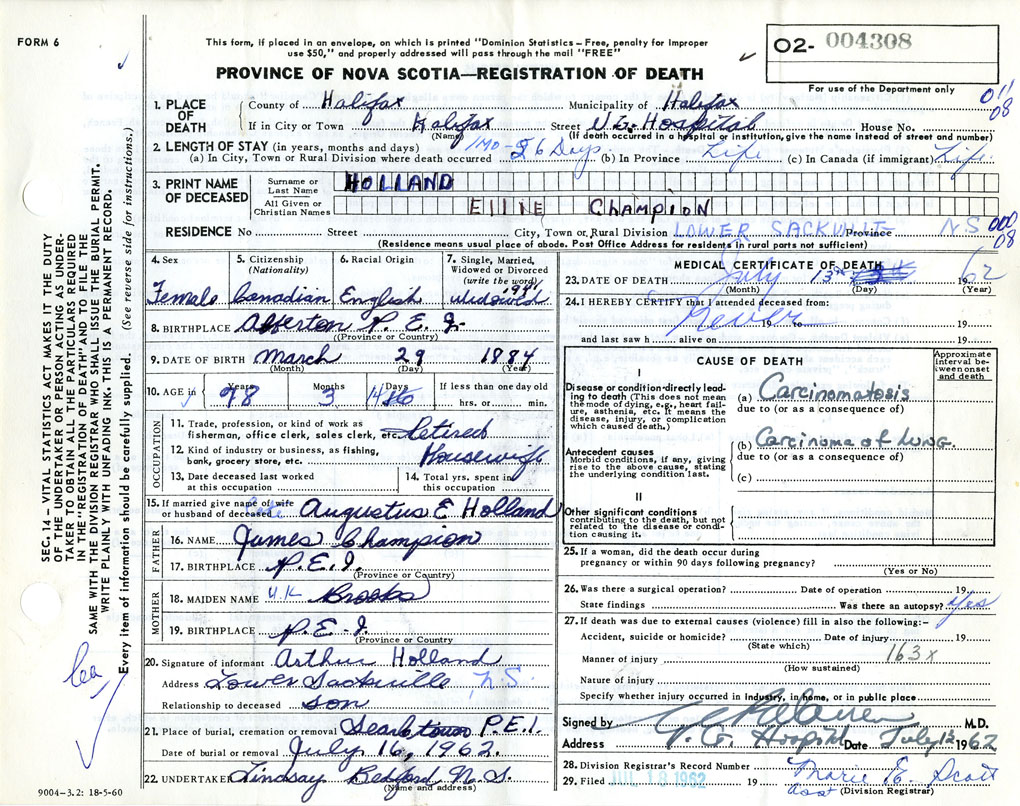 FORM 6
This form, if placed in an envelope, on which is printed "Dominion Statistics – Free, penalty for improper
use $50," and properly addressed will pass through the mail "FREE"
O2- 004308
For use of the Department only
PROVINCE OF NOVA SCOTIA—REGISTRATION OF DEATH
011
08
1. PLACE OF DEATH
County of Halifax Municipality of Halifax
If in City or Town Halifax Street V.G. Hospital House No.
(Name) (If death occurred in a hospital or institution, give the name instead of street and number)
2. LENGTH OF STAY (in years, months and days)
(a) In City, Town or Rural Division where death occurred 1 MO - 26 Days (b) In Province Life (c) In Canada (if immigrant) Life
3. PRINT NAME OF DECEASED
Surname or Last Name HOLLAND
All Given or Christian Names ELLIE CHAMPION
RESIDENCE No Street City, Town or Rural Division LOWER SACKVILLE Province NS
000
08
(Residence means usual place of abode. Post Office Address for residents in rural parts not sufficient)
4. Sex Female
5. Citizenship (Nationality) Canadian
6. Racial Origin English
7. Single, Married, Widowed or Divorced (write the word) 1941 widowed
8. BIRTHPLACE Alberton P.E.I.
(Province or Country)
9. DATE OF BIRTH March 29 1884
(Month) (Day) (Year)
10. AGE in Years 78 Months 3 Days 14 If less than one day old hrs. or min.
OCCUPATION
11. Trade, profession, or kind of work as fisherman, office clerk, sales clerk, etc. Retired
12. Kind of industry or business, as fishing, bank, grocery store, etc. Housewife
13. Date deceased last worked at this occupation
14. Total yrs. spent in this occupation
15. If married give name of wife or husband of deceased late Augustus E Holland
FATHER
16. NAME James Champion
17. BIRTHPLACE P.E.I.
(Province or Country)
MOTHER
18. MAIDEN NAME U.K Brooks
19. BIRTHPLACE P.E.I.
(Province or Country)
20. Signature of informant Arthur Holland
Address Lower Sackville N.S.
Relationship to deceased son
21. Place of burial, cremation or removal Searletown P.E.I.
Date of burial or removal July 16, 1962.
22. UNDERTAKER Lindsay Bedford N.S.
(Name and address)
MEDICAL CERTIFICATE OF DEATH
23. DATE OF DEATH July 13th 1962
(Month) (Day) (Year)
24. I HEREBY CERTIFY that I attended deceased from:
Never 19 to 19
and last saw h alive on 19
CAUSE OF DEATH
Approximate interval between onset and death
I
Disease or condition directly leading to death (This does not mean the mode of dying, e.g., heart failure, asthenia, etc. It means the disease, injury, or complication which caused death.)
(a) Carcinomatosis
due to (or as a consequence of)
Antecedent causes
Morbid conditions, if any, giving rise to the above cause, stating the underlying condition last.
(b) Carcinoma of LUNG.
due to (or as a consequence of)
(c)
II
Other significant conditions contributing to the death, but not related to the disease or condition causing it.
25. If a woman, did the death occur during pregnancy or within 90 days following pregnancy?
(Yes or No)
26. Was there a surgical operation? Date of operation 19
State findings Was there an autopsy? Yes
27. If death was due to external causes (violence) fill in also the following:-
Accident, suicide or homicide? Date of injury 19
(State which)
163x
Manner of injury
(How sustained)
Nature of injury
Specify whether injury occurred in industry, in home, or in public place
Signed by M.D.
Address V.G. Hospital Date July 13 1962
28. Division Registrar's Record Number
29. Filed JUL 18 1962 19 Marie E. Scott
Asst (Division Registrar)
SEC. 14 – VITAL STATISTICS ACT MAKES IT THE DUTY
OF THE UNDERTAKER OR PERSON ACTING AS UNDER-
TAKER TO OBTAIN ALL THE PARTICULARS REQUIRED
IN THE "REGISTRATION OF DEATH" AND TO FILE THE
SAME WITH THE DIVISION REGISTRAR WHO SHALL ISSUE THE BURIAL PERMIT.
WRITE PLAINLY WITH UNFADING INK. THIS IS A PERMANENT RECORD.
Every item of information should be carefully supplied. (See reverse side for instructions.)
9004–3.2: 18-5-60